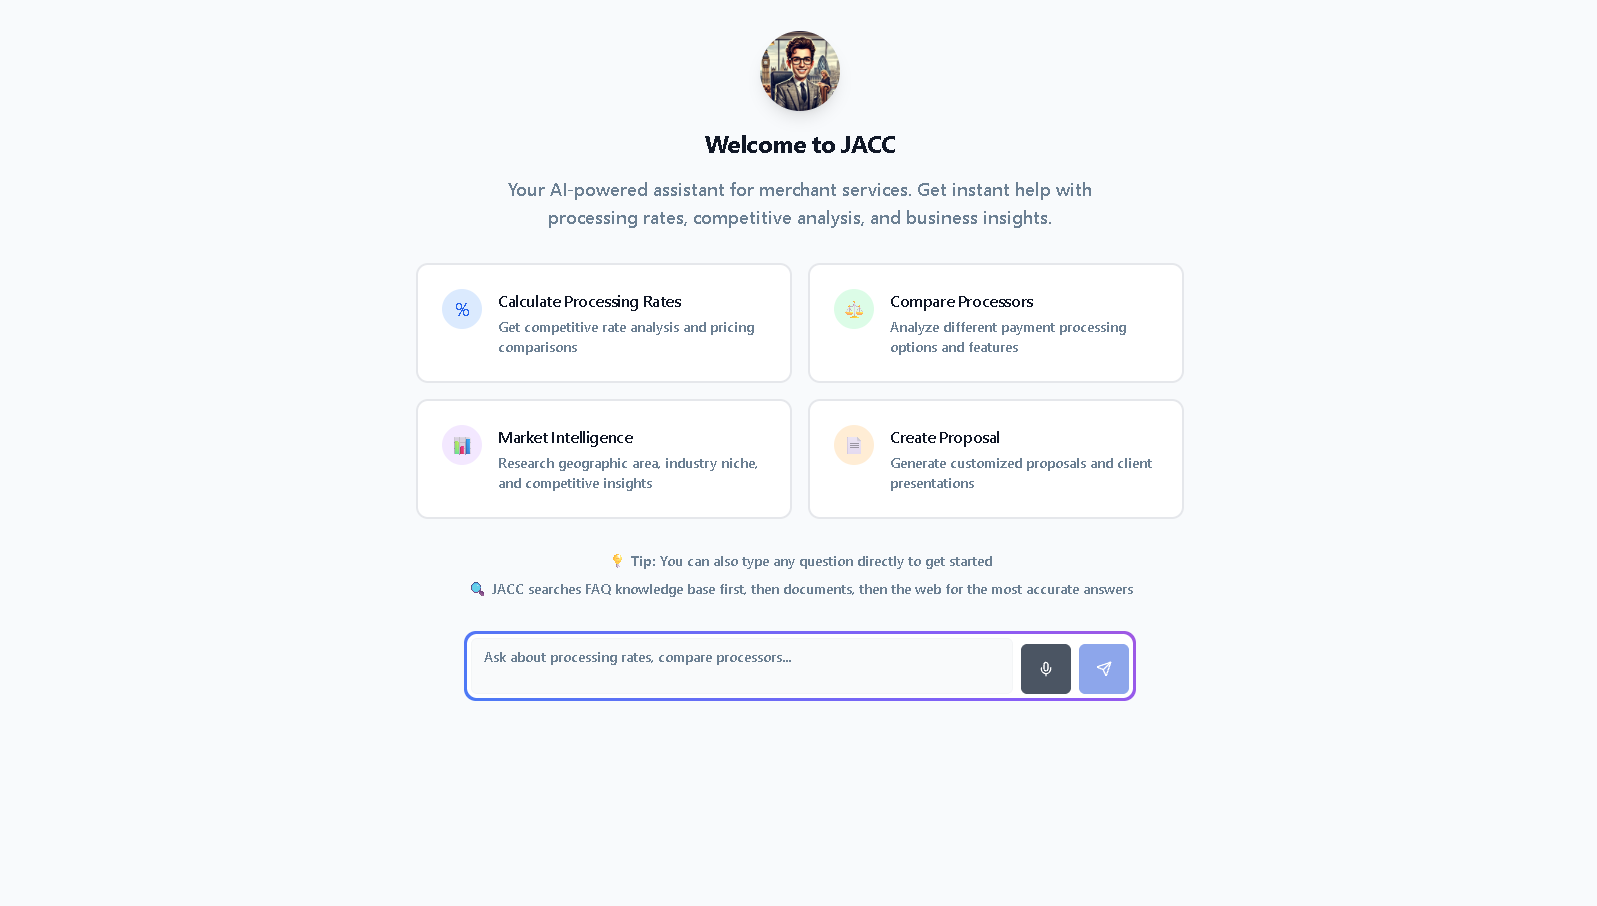 Welcome to JACC
Your AI-powered assistant for merchant services. Get instant help with
processing rates, competitive analysis, and business insights.
%
Calculate Processing Rates
Get competitive rate analysis and pricing
comparisons
Compare Processors
Analyze different payment processing
options and features
Market Intelligence
Research geographic area, industry niche,
and competitive insights
Create Proposal
Generate customized proposals and client
presentations
Tip: You can also type any question directly to get started
JACC searches FAQ knowledge base first, then documents, then the web for the most accurate answers
Ask about processing rates, compare processors...